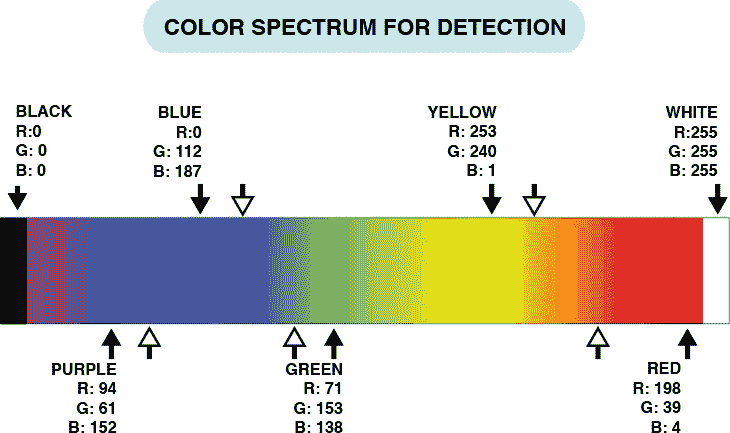 COLOR SPECTRUM FOR DETECTION
BLACK
R:0
G: 0
B: 0
BLUE
R:0
G: 112
B: 187
YELLOW
R: 253
G: 240
B: 1
WHITE
R:255
G: 255
B: 255
PURPLE
R: 94
G: 61
B: 152
GREEN
R: 71
G: 153
B: 138
RED
R: 198
G: 39
B: 4